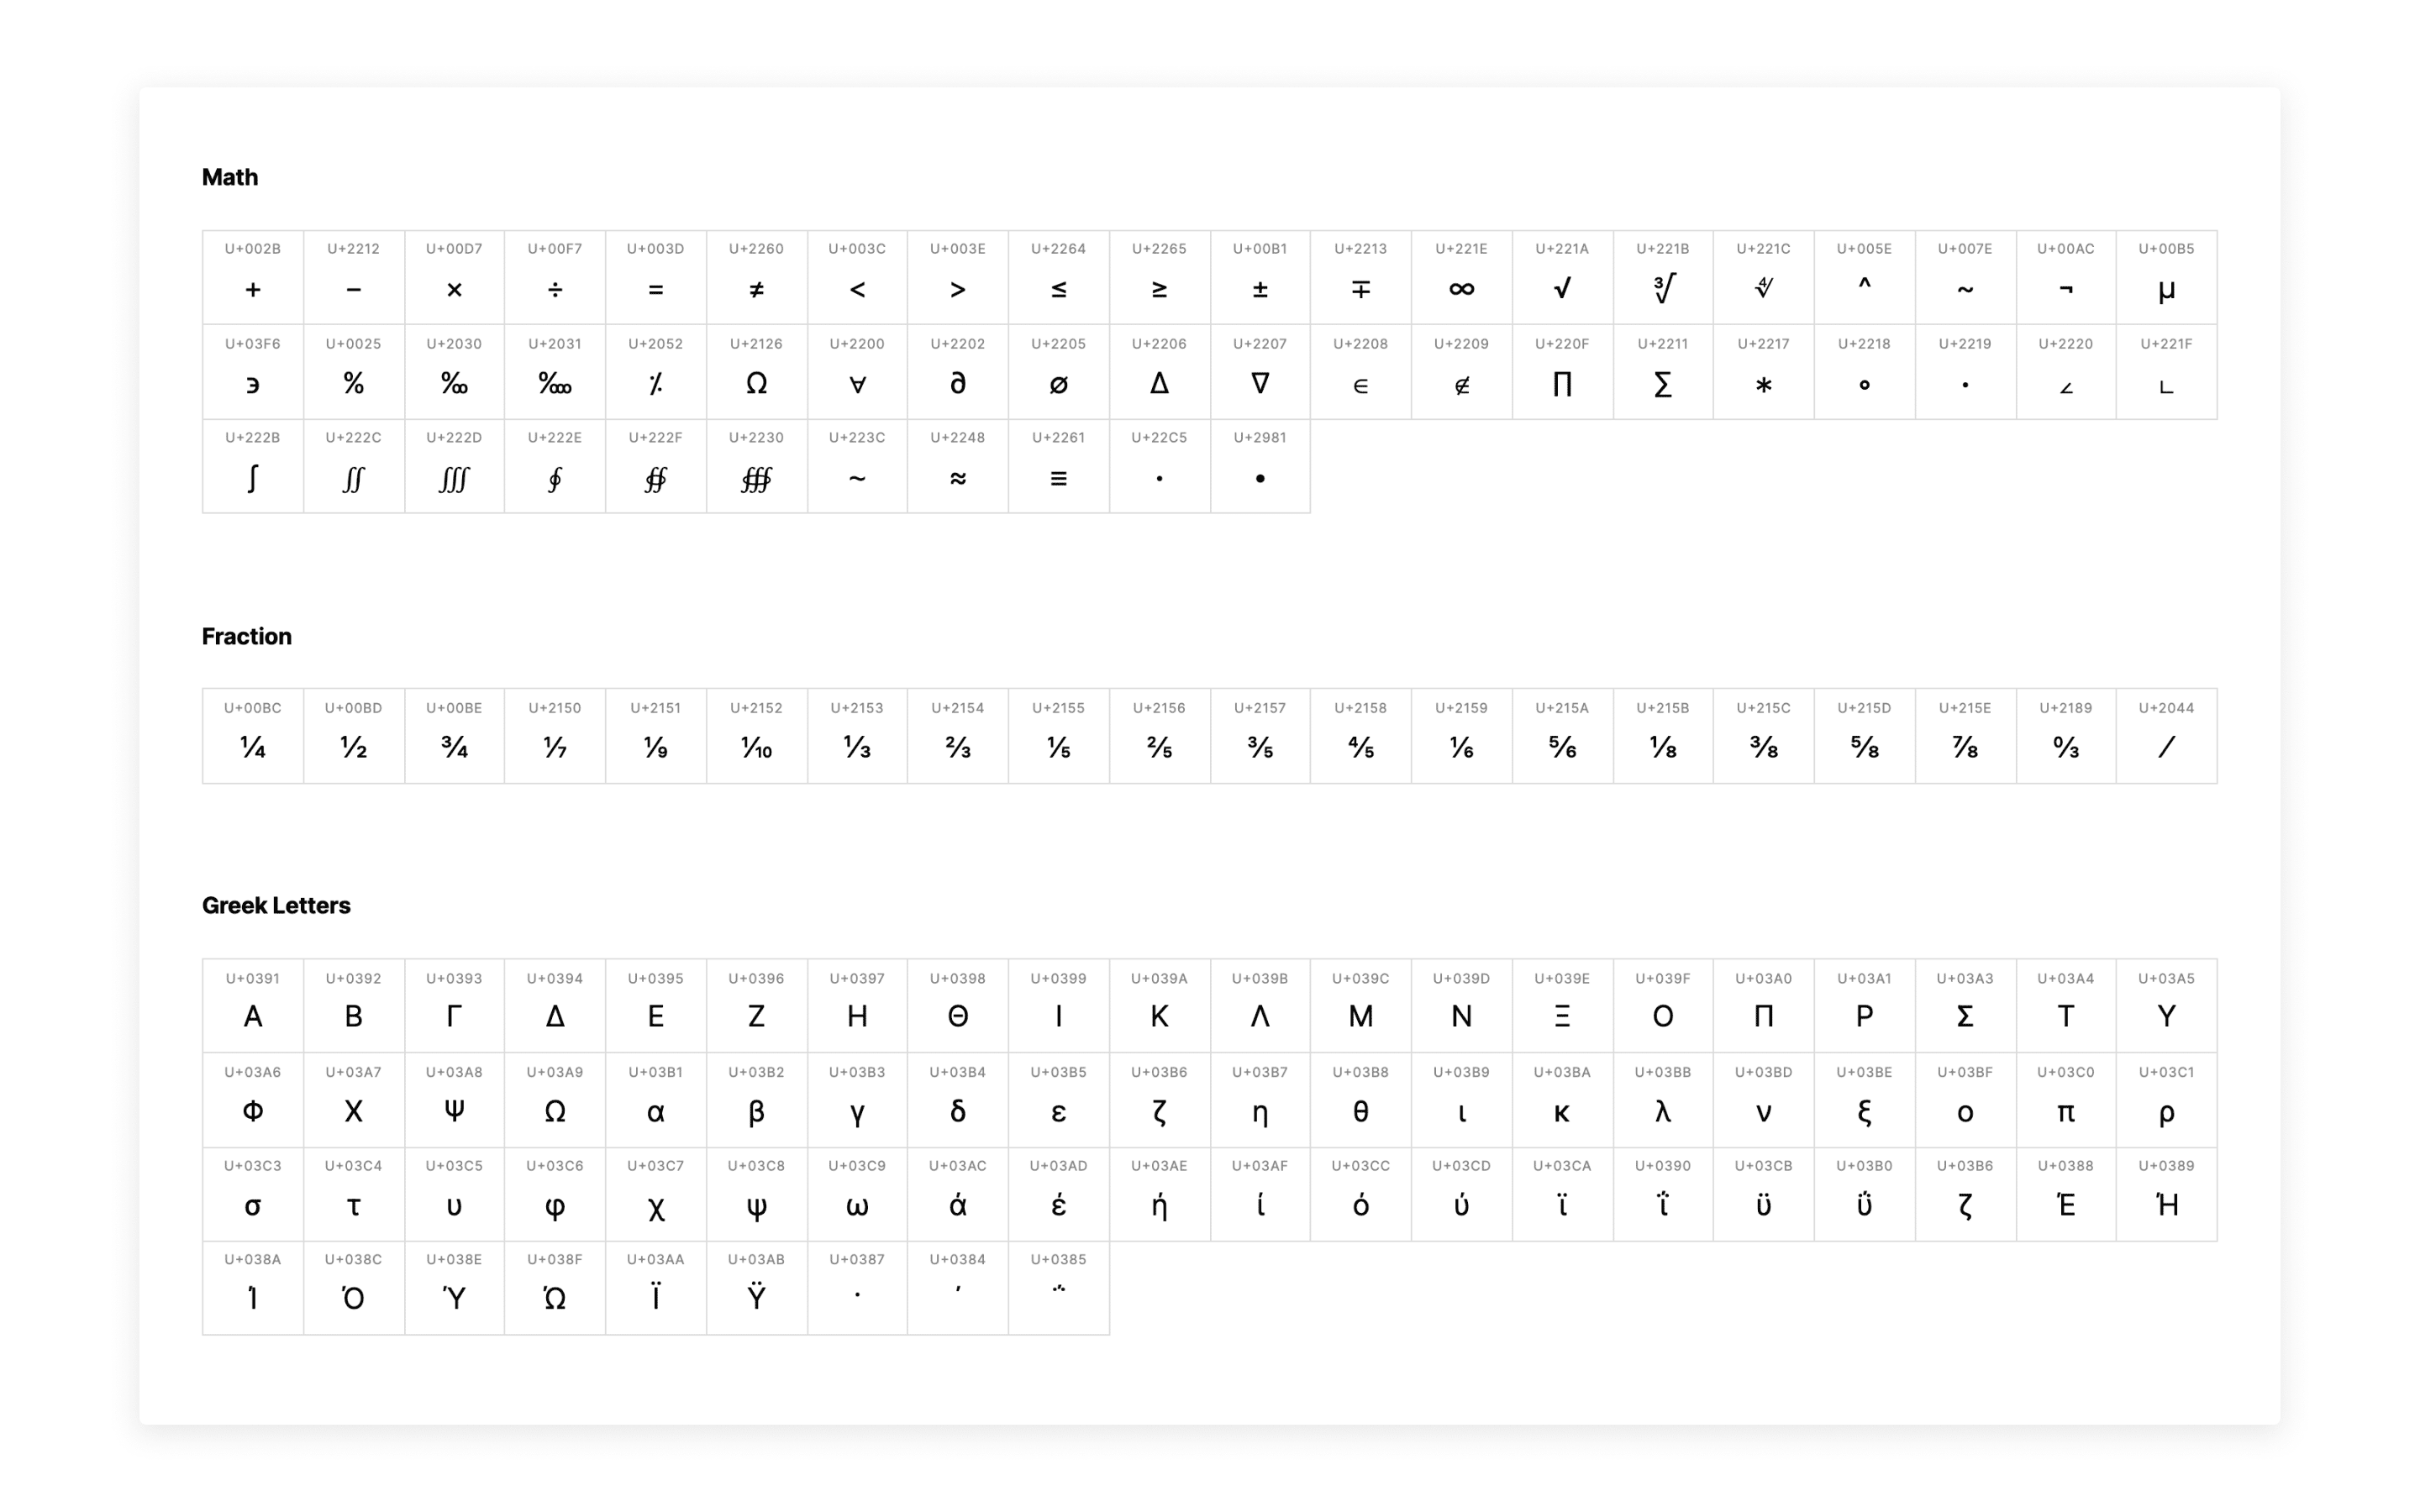 Math
U+002B U+2212 U+00D7 U+00F7 U+003D U+2260 U+003C U+003E U+2264 U+2265 U+00B1 U+2213 U+221E U+221A U+221B U+221C U+005E U+007E U+00AC U+00B5
+ − × ÷ = ≠ < > ≤ ≥ ± ∓ ∞ √ ∛ ∜ ^ ~ ¬ µ
U+03F6 U+0025 U+2030 U+2031 U+2052 U+2126 U+2200 U+2202 U+2205 U+2206 U+2207 U+2208 U+2209 U+220F U+2211 U+2217 U+2218 U+2219 U+2220 U+221F
϶ % ‰ ‱ ⁒ Ω ∀ ∂ ∅ ∆ ∇ ∈ ∉ ∏ ∑ ∗ ∘ ∙ ∠ ∟
U+222B U+222C U+222D U+222E U+222F U+2230 U+223C U+2248 U+2261 U+22C5 U+2981
∫ ∬ ∭ ∮ ∯ ∰ ∼ ≈ ≡ ⋅ ⦁
Fraction
U+00BC U+00BD U+00BE U+2150 U+2151 U+2152 U+2153 U+2154 U+2155 U+2156 U+2157 U+2158 U+2159 U+215A U+215B U+215C U+215D U+215E U+2189 U+2044
¼ ½ ¾ ⅐ ⅑ ⅒ ⅓ ⅔ ⅕ ⅖ ⅗ ⅘ ⅙ ⅚ ⅛ ⅜ ⅝ ⅞ ↉ ⁄
Greek Letters
U+0391 U+0392 U+0393 U+0394 U+0395 U+0396 U+0397 U+0398 U+0399 U+039A U+039B U+039C U+039D U+039E U+039F U+03A0 U+03A1 U+03A3 U+03A4 U+03A5
Α Β Γ Δ Ε Ζ Η Θ Ι Κ Λ Μ Ν Ξ Ο Π Ρ Σ Τ Υ
U+03A6 U+03A7 U+03A8 U+03A9 U+03B1 U+03B2 U+03B3 U+03B4 U+03B5 U+03B6 U+03B7 U+03B8 U+03B9 U+03BA U+03BB U+03BD U+03BE U+03BF U+03C0 U+03C1
Φ Χ Ψ Ω α β γ δ ε ζ η θ ι κ λ ν ξ ο π ρ
U+03C3 U+03C4 U+03C5 U+03C6 U+03C7 U+03C8 U+03C9 U+03AC U+03AD U+03AE U+03AF U+03CC U+03CD U+03CA U+0390 U+03CB U+03B0 U+03B6 U+0388 U+0389
σ τ υ φ χ ψ ω ά έ ή ί ό ύ ϊ ΐ ϋ ΰ ζ Έ Ή
U+038A U+038C U+038E U+038F U+03AA U+03AB U+0387 U+0384 U+0385
Ί Ό Ύ Ώ Ϊ Ϋ · ΄ ΅